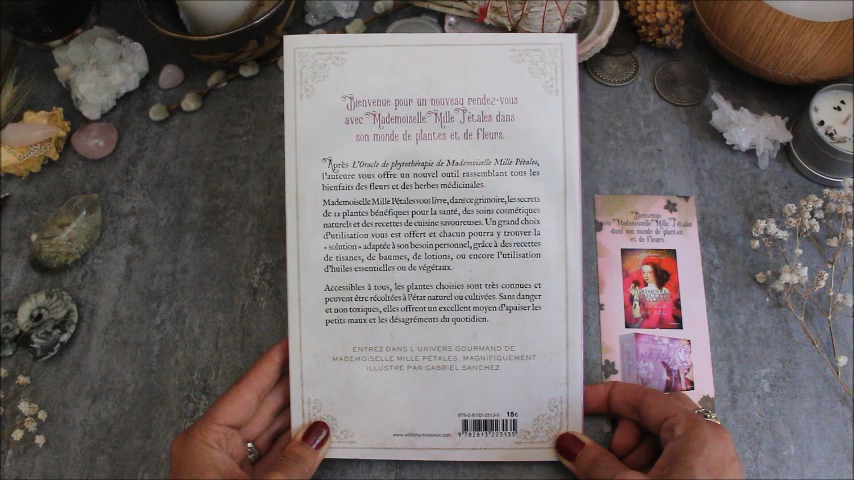 Bienvenue pour un nouveau rendez-vous
avec Mademoiselle Mille Pétales dans
son monde de plantes et de fleurs.
Après L'Oracle de phytothérapie de Mademoiselle Mille Pétales,
l'auteure vous offre un nouvel outil rassemblant tous les
bienfaits des fleurs et des herbes médicinales.
Mademoiselle Mille Pétales vous livre, dans ce grimoire, les secrets
de 12 plantes bénéfiques pour la santé, des soins cosmétiques
naturels et des recettes de cuisine savoureuses. Un grand choix
d'utilisation vous est offert et chacun pourra y trouver la
« solution » adaptée à son besoin personnel, grâce à des recettes
de tisanes, de baumes, de lotions, ou encore l'utilisation
d'huiles essentielles ou de végétaux.
Accessibles à tous, les plantes choisies sont très connues et
peuvent être récoltées à l'état naturel ou cultivées. Sans danger
et non toxiques, elles offrent un excellent moyen d'apaiser les
petits maux et les désagréments du quotidien.
ENTREZ DANS L'UNIVERS GOURMAND DE
MADEMOISELLE MILLE PÉTALES, MAGNIFIQUEMENT
ILLUSTRÉ PAR GABRIEL SANCHEZ.
978-2-8132-2313-5 18€
9 782813 223135
Bienvenue
avec Mademoiselle Mille Pétales
dans son monde de plantes
et de fleurs.